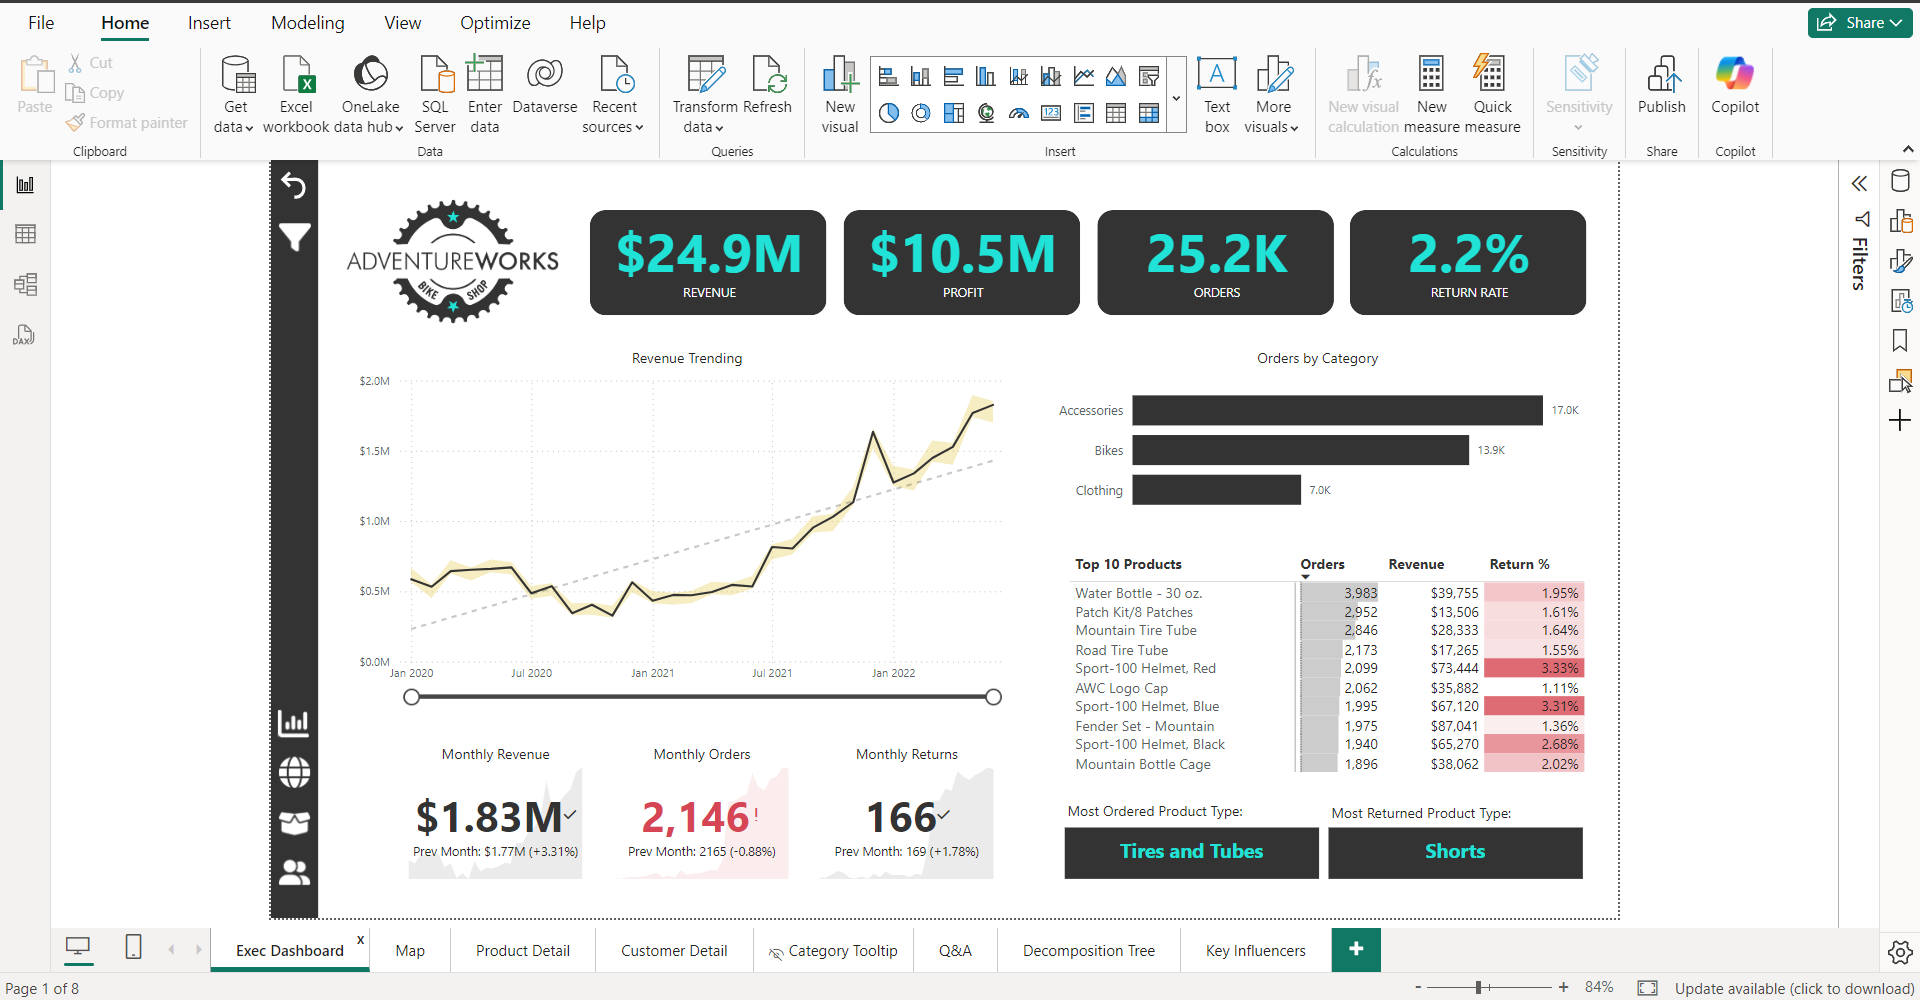 File Home Insert Modeling View Optimize Help Share
Paste Cut Copy Format painter
Clipboard
Get data Excel workbook OneLake data hub SQL Server Enter data Dataverse Recent sources
Data
Transform data Refresh
Queries
New visual 123 A Text box More visuals
Insert
New visual calculation fx New measure Quick measure
Calculations
Sensitivity
Sensitivity
Publish
Share
Copilot
Copilot
DAX
Filters
ADVENTUREWORKS
BIKE SHOP
$24.9M
REVENUE
$10.5M
PROFIT
25.2K
ORDERS
2.2%
RETURN RATE
Revenue Trending
$2.0M
$1.5M
$1.0M
$0.5M
$0.0M
Jan 2020 Jul 2020 Jan 2021 Jul 2021 Jan 2022
Orders by Category
Accessories 17.0K
Bikes 13.9K
Clothing 7.0K
Top 10 Products Orders Revenue Return %
Water Bottle - 30 oz. 3,983 $39,755 1.95%
Patch Kit/8 Patches 2,952 $13,506 1.61%
Mountain Tire Tube 2,846 $28,333 1.64%
Road Tire Tube 2,173 $17,265 1.55%
Sport-100 Helmet, Red 2,099 $73,444 3.33%
AWC Logo Cap 2,062 $35,882 1.11%
Sport-100 Helmet, Blue 1,995 $67,120 3.31%
Fender Set - Mountain 1,975 $87,041 1.36%
Sport-100 Helmet, Black 1,940 $65,270 2.68%
Mountain Bottle Cage 1,896 $38,062 2.02%
Monthly Revenue
$1.83M✓
Prev Month: $1.77M (+3.31%)
Monthly Orders
2,146!
Prev Month: 2165 (-0.88%)
Monthly Returns
166✓
Prev Month: 169 (+1.78%)
Most Ordered Product Type:
Tires and Tubes
Most Returned Product Type:
Shorts
Exec Dashboard x Map Product Detail Customer Detail Category Tooltip Q&A Decomposition Tree Key Influencers +
Page 1 of 8 - + 84% Update available (click to download)